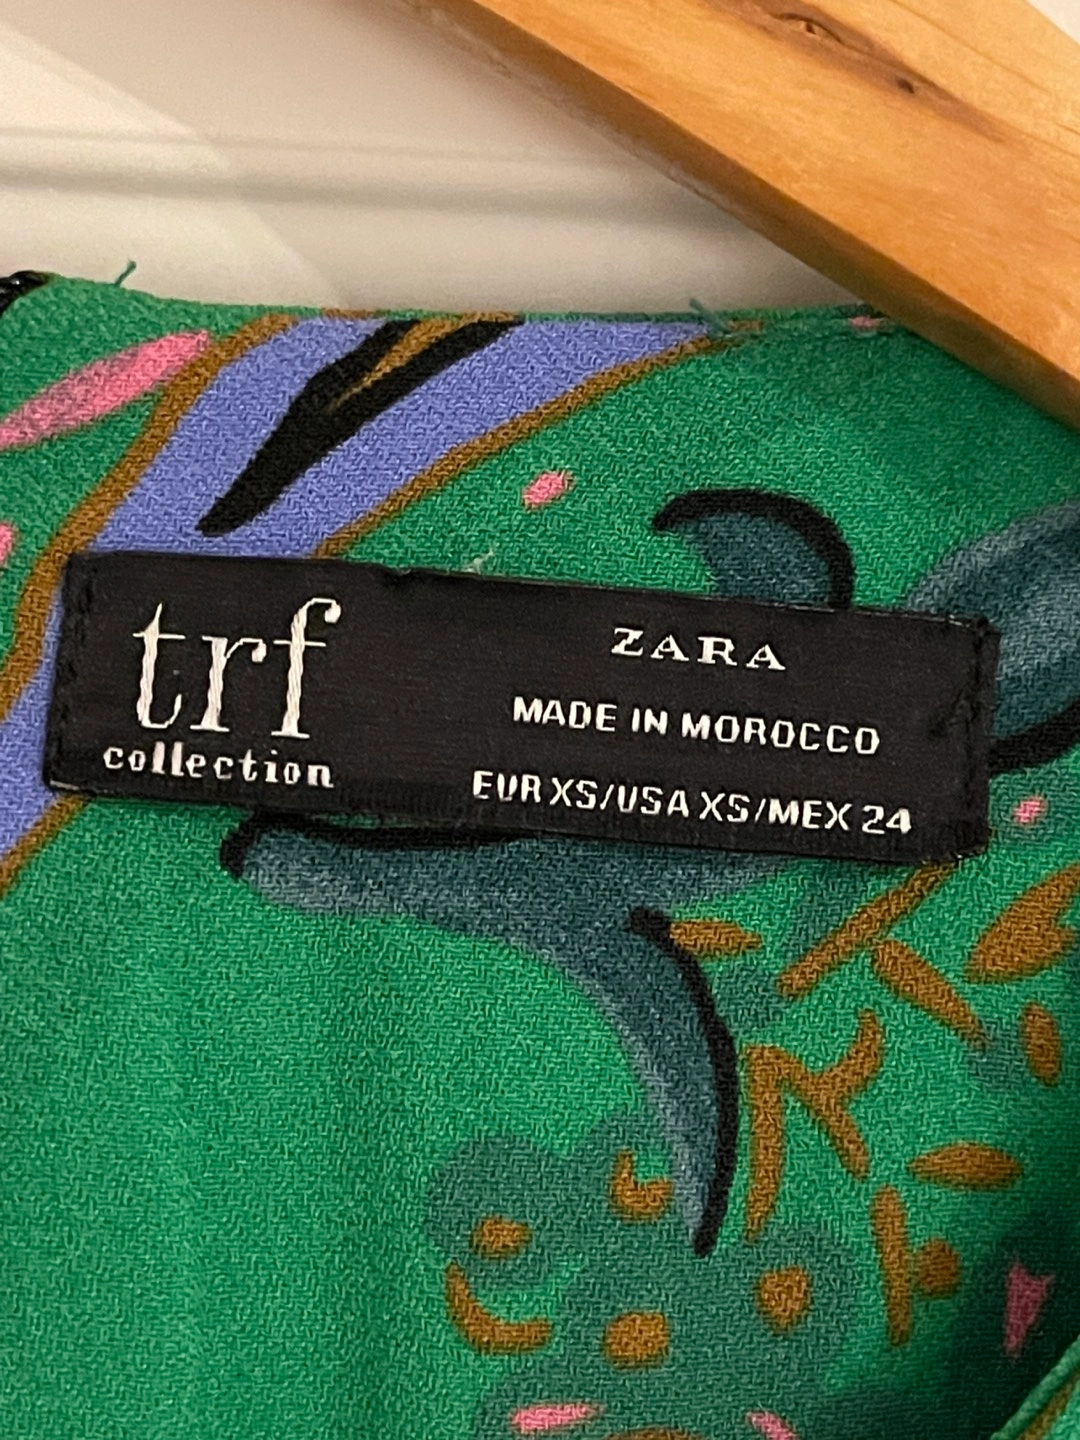 trf
collection
ZARA
MADE IN MOROCCO
EUR XS/USA XS/MEX 24